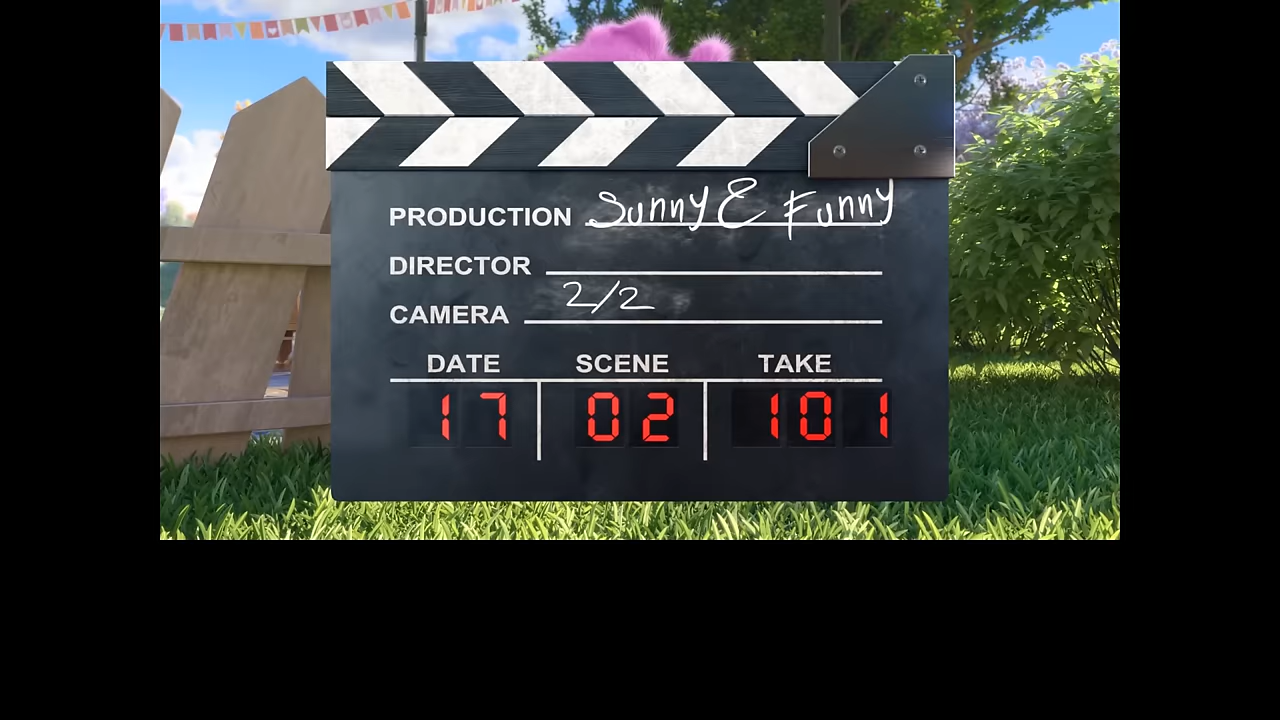 PRODUCTION Sunny & Funny
DIRECTOR
CAMERA 2/2
DATE SCENE TAKE
17 02 101